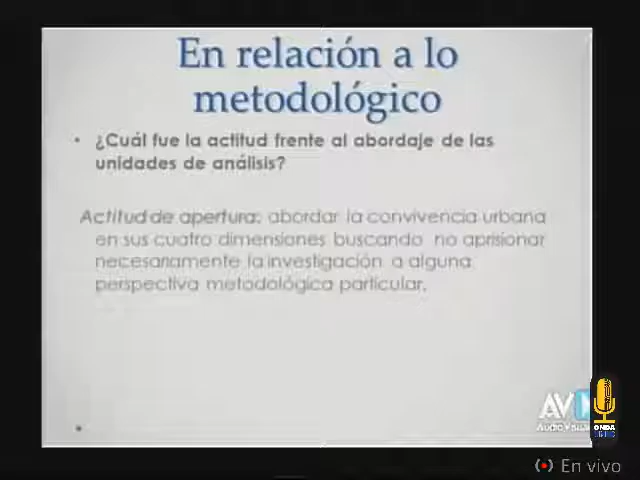 En relación a lo
metodológico
• ¿Cuál fue la actitud frente al abordaje de las
unidades de análisis?
Actitud de apertura: abordar la convivencia urbana
en sus cuatro dimensiones buscando no aprisionar
necesariamente la investigación a alguna
perspectiva metodológica particular.
AV
ONDA
En vivo